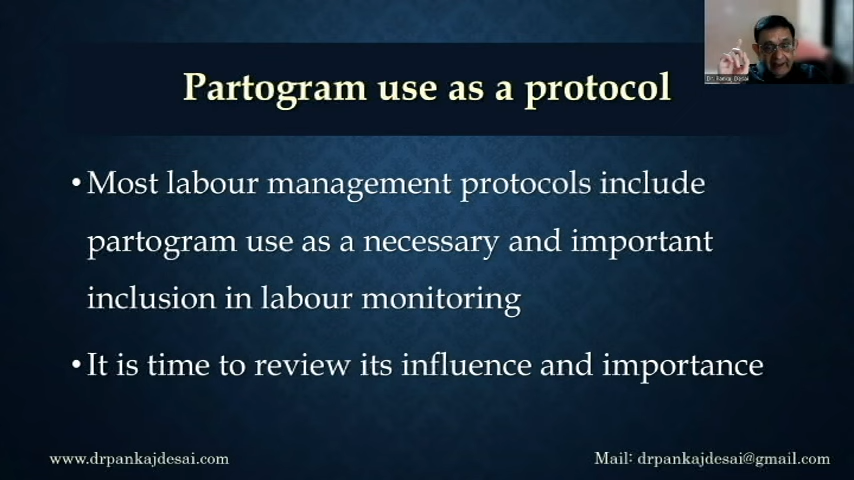 Partogram use as a protocol
• Most labour management protocols include
partogram use as a necessary and important
inclusion in labour monitoring
• It is time to review its influence and importance
www.drpankajdesai.com
Mail: drpankajdesai@gmail.com